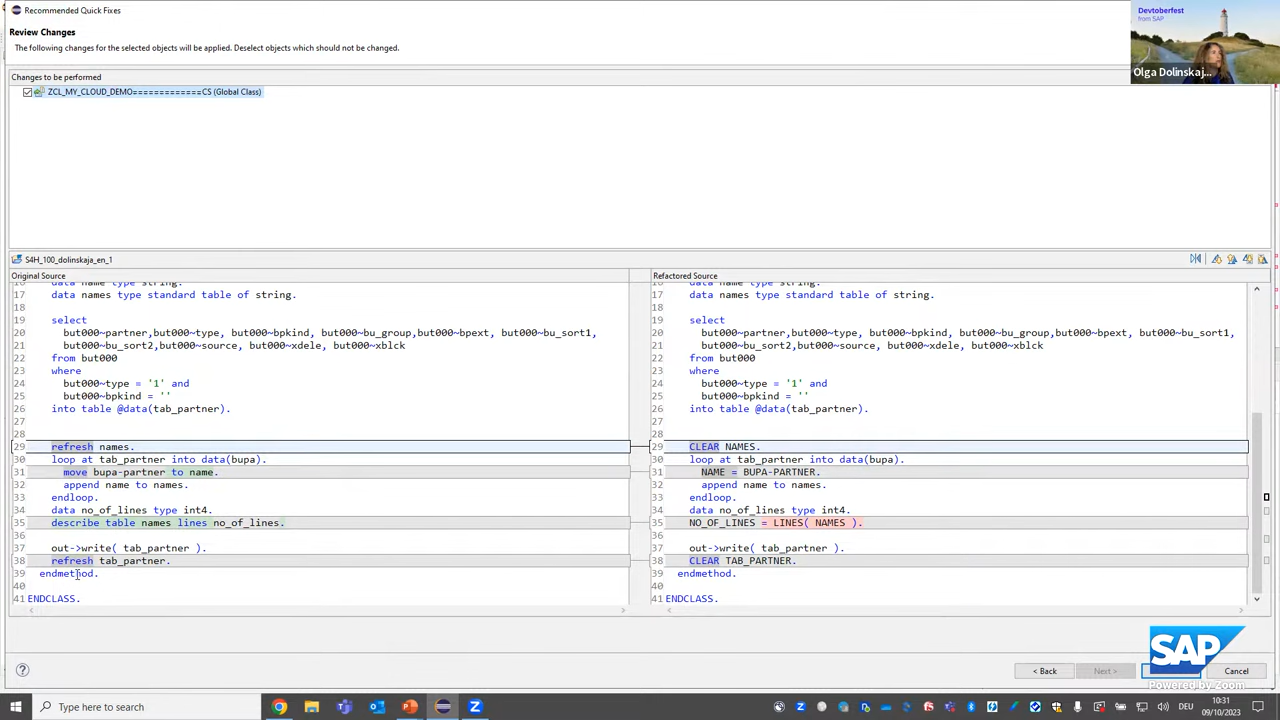 Recommended Quick Fixes
Review Changes
The following changes for the selected objects will be applied. Deselect objects which should not be changed.
Devtoberfest
from SAP
Olga Dolinskaj...
Changes to be performed
ZCL_MY_CLOUD_DEMO=============CS (Global Class)
S4H_100_dolinskaja_en_1
Original Source
16 data name type string.
17 data names type standard table of string.
18
19 select
20 but000~partner,but000~type, but000~bpkind, but000~bu_group,but000~bpext, but000~bu_sort1,
21 but000~bu_sort2,but000~source, but000~xdele, but000~xblck
22 from but000
23 where
24 but000~type = '1' and
25 but000~bpkind = ''
26 into table @data(tab_partner).
27
28
29 refresh names.
30 loop at tab_partner into data(bupa).
31 move bupa-partner to name.
32 append name to names.
33 endloop.
34 data no_of_lines type int4.
35 describe table names lines no_of_lines.
36
37 out->write( tab_partner ).
38 refresh tab_partner.
39 endmethod.
40
41 ENDCLASS.
Refactored Source
16 data name type string.
17 data names type standard table of string.
18
19 select
20 but000~partner,but000~type, but000~bpkind, but000~bu_group,but000~bpext, but000~bu_sort1,
21 but000~bu_sort2,but000~source, but000~xdele, but000~xblck
22 from but000
23 where
24 but000~type = '1' and
25 but000~bpkind = ''
26 into table @data(tab_partner).
27
28
29 CLEAR NAMES.
30 loop at tab_partner into data(bupa).
31 NAME = BUPA-PARTNER.
32 append name to names.
33 endloop.
34 data no_of_lines type int4.
35 NO_OF_LINES = LINES( NAMES ).
36
37 out->write( tab_partner ).
38 CLEAR TAB_PARTNER.
39 endmethod.
40
41 ENDCLASS.
< Back
Next >
Cancel
SAP
Powered by Zoom
Type here to search
DEU
10:31
09/10/2023